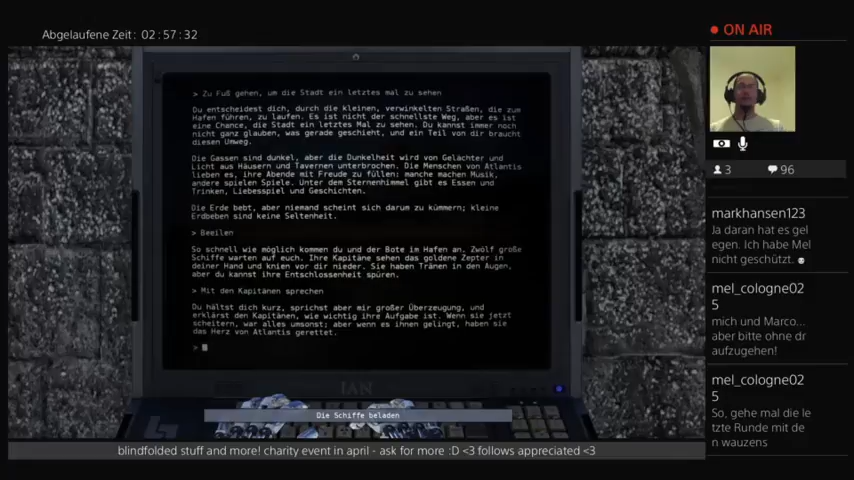 Abgelaufene Zeit: 02:57:32
ON AIR
> Zu Fuß gehen, um die Stadt ein letztes mal zu sehen
Du entscheidest dich, durch die kleinen, verwinkelten Straßen, die zum
Hafen führen, zu laufen. Es ist nicht der schnellste Weg, aber es ist
eine Chance, die Stadt ein letztes Mal zu sehen. Du kannst immer noch
nicht ganz glauben, was gerade geschieht, und ein Teil von dir braucht
diesen Umweg.
Die Gassen sind dunkel, aber die Dunkelheit wird von Gelächter und
Licht aus Häusern und Tavernen unterbrochen. Die Menschen von Atlantis
lieben es, ihre Abende mit Freude zu füllen: manche machen Musik,
andere spielen Spiele. Unter dem Sternenhimmel gibt es Essen und
Trinken, Liebesspiel und Geschichten.
Die Erde bebt, aber niemand scheint sich darum zu kümmern; kleine
Erdbeben sind keine Seltenheit.
> Beeilen
So schnell wie möglich kommen du und der Bote im Hafen an. Zwölf große
Schiffe warten auf euch. Ihre Kapitäne sehen das goldene Zepter in
deiner Hand und knien vor dir nieder. Sie haben Tränen in den Augen,
aber du kannst ihre Entschlossenheit spüren.
> Mit den Kapitänen sprechen
Du hältst dich kurz, sprichst aber mir großer Überzeugung, und
erklärst den Kapitänen, wie wichtig ihre Aufgabe ist. Wenn sie jetzt
scheitern, war alles umsonst; aber wenn es ihnen gelingt, haben sie
das Herz von Atlantis gerettet.
>
IAN
Die Schiffe beladen
3 96
markhansen123
Ja daran hat es gel
egen. Ich habe Mel
nicht geschützt.
mel_cologne02
5
mich und Marco...
aber bitte ohne dr
aufzugehen!
mel_cologne02
5
So, gehe mal die le
tzte Runde mit de
n wauzens
blindfolded stuff and more! charity event in april - ask for more :D <3 follows appreciated <3